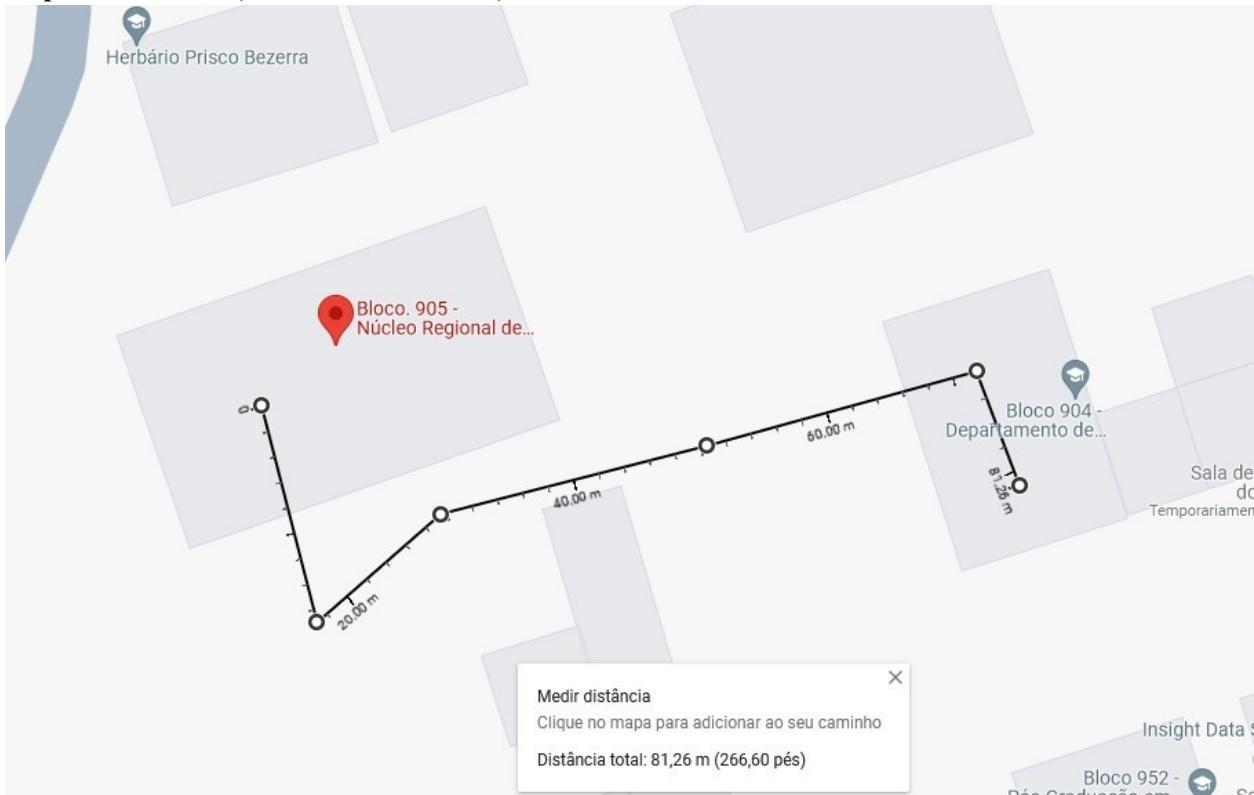 Herbário Prisco Bezerra
Bloco. 905 -
Núcleo Regional de...
0
20.00 m
40.00 m
60.00 m
81,26 m
Bloco 904 -
Departamento de...
Sala de
do
Temporariamen
Medir distância
Clique no mapa para adicionar ao seu caminho
Distância total: 81,26 m (266,60 pés)
Insight Data S
Bloco 952 -